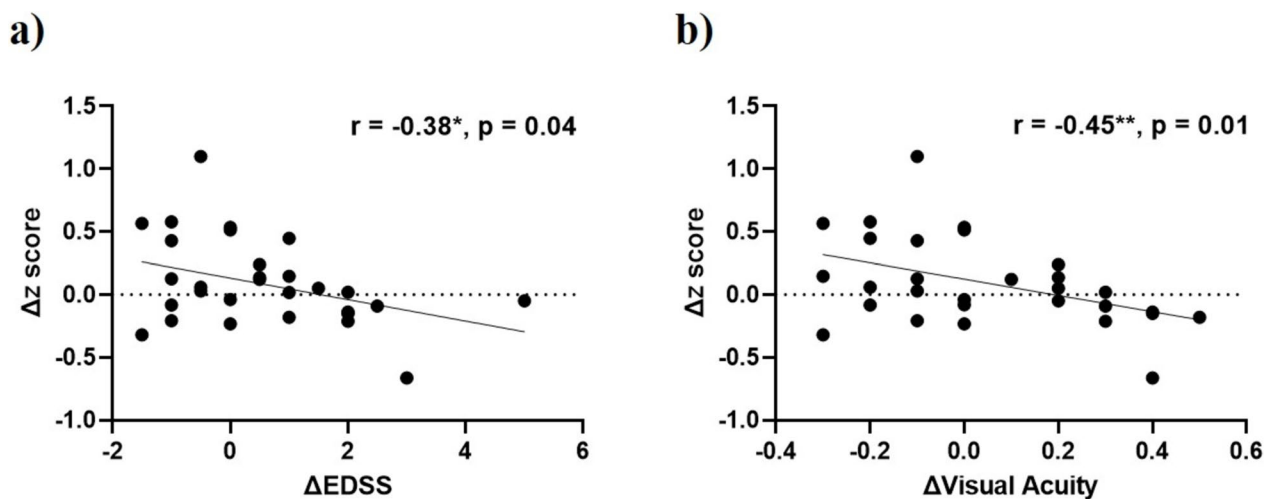 a)
r = -0.38*, p = 0.04
1.5
1.0
0.5
0.0
-0.5
-1.0
Δz score
-2 0 2 4 6
ΔEDSS
b)
r = -0.45**, p = 0.01
1.5
1.0
0.5
0.0
-0.5
-1.0
Δz score
-0.4 -0.2 0.0 0.2 0.4 0.6
ΔVisual Acuity